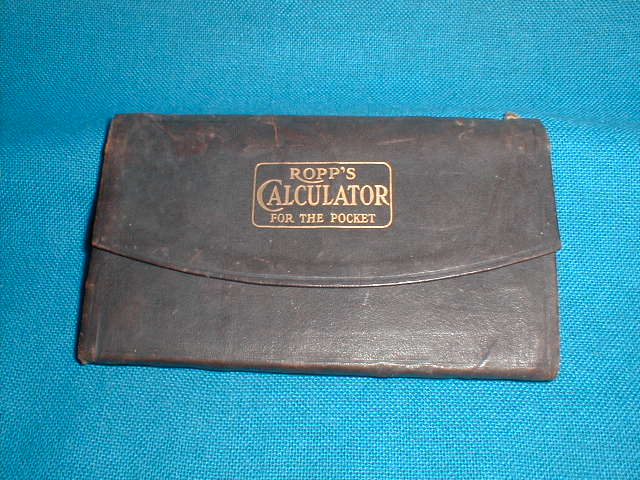 ROPP'S
CALCULATOR
FOR THE POCKET